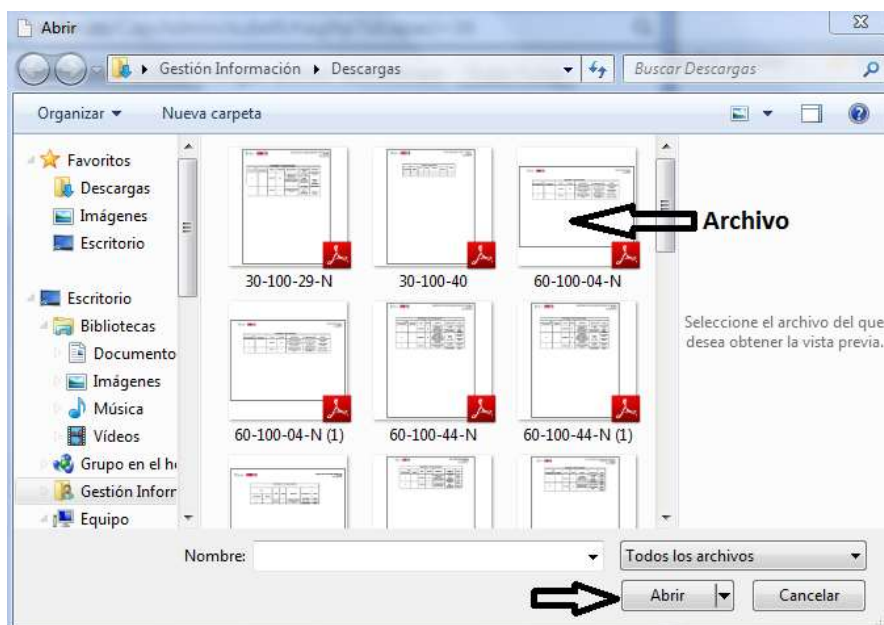 Abrir
Gestión Información ▸ Descargas
Buscar Descargas
Organizar
Nueva carpeta
Favoritos
Descargas
Imágenes
Escritorio
Escritorio
Bibliotecas
Documento
Imágenes
Música
Vídeos
Grupo en el h
Gestión Inforr
Equipo
30-100-29-N
30-100-40
60-100-04-N
60-100-04-N (1)
60-100-44-N
60-100-44-N (1)
Archivo
Seleccione el archivo del que
desea obtener la vista previa.
Nombre:
Todos los archivos
Abrir
Cancelar